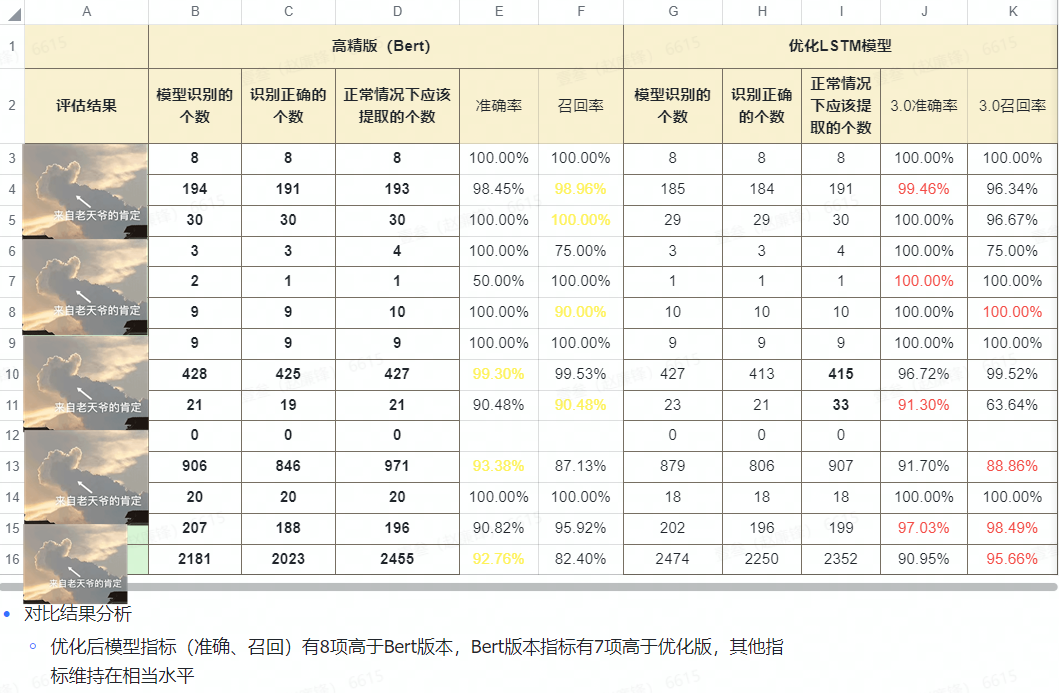 A B C D E F G H I J K
1 高精版（Bert） 优化LSTM模型
2 评估结果 模型识别的个数 识别正确的个数 正常情况下应该提取的个数 准确率 召回率 模型识别的个数 识别正确的个数 正常情况下应该提取的个数 3.0准确率 3.0召回率
3 8 8 8 100.00% 100.00% 8 8 8 100.00% 100.00%
4 194 191 193 98.45% 98.96% 185 184 191 99.46% 96.34%
来自老天爷的肯定
5 30 30 30 100.00% 100.00% 29 29 30 100.00% 96.67%
6 3 3 4 100.00% 75.00% 3 3 4 100.00% 75.00%
7 2 1 1 50.00% 100.00% 1 1 1 100.00% 100.00%
来自老天爷的肯定
8 9 9 10 100.00% 90.00% 10 10 10 100.00% 100.00%
9 9 9 9 100.00% 100.00% 9 9 9 100.00% 100.00%
10 428 425 427 99.30% 99.53% 427 413 415 96.72% 99.52%
来自老天爷的肯定
11 21 19 21 90.48% 90.48% 23 21 33 91.30% 63.64%
12 0 0 0 0 0 0
13 906 846 971 93.38% 87.13% 879 806 907 91.70% 88.86%
14 20 20 20 100.00% 100.00% 18 18 18 100.00% 100.00%
来自老天爷的肯定
15 207 188 196 90.82% 95.92% 202 196 199 97.03% 98.49%
16 2181 2023 2455 92.76% 82.40% 2474 2250 2352 90.95% 95.66%
来自老天爷的肯定
对比结果分析
优化后模型指标（准确、召回）有8项高于Bert版本，Bert版本指标有7项高于优化版，其他指
标维持在相当水平